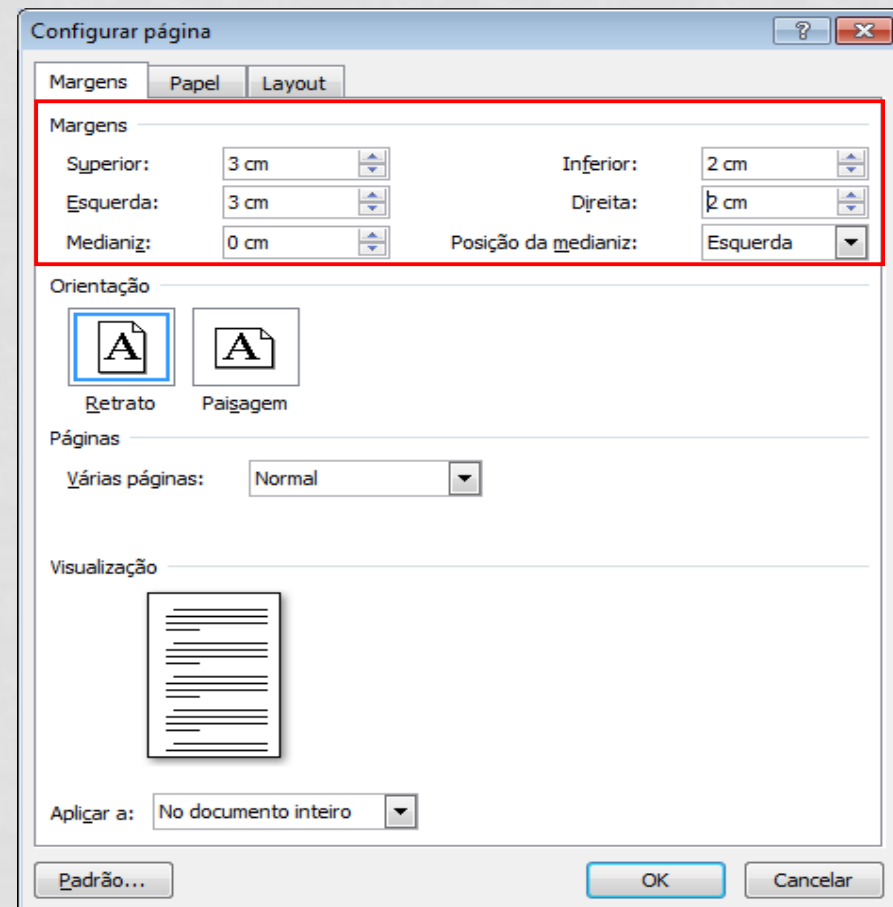 Configurar página
Margens Papel Layout
Margens
Superior: 3 cm Inferior: 2 cm
Esquerda: 3 cm Direita: 2 cm
Medianiz: 0 cm Posição da medianiz: Esquerda
Orientação
A A
Retrato Paisagem
Páginas
Várias páginas: Normal
Visualização
Aplicar a: No documento inteiro
Padrão... OK Cancelar